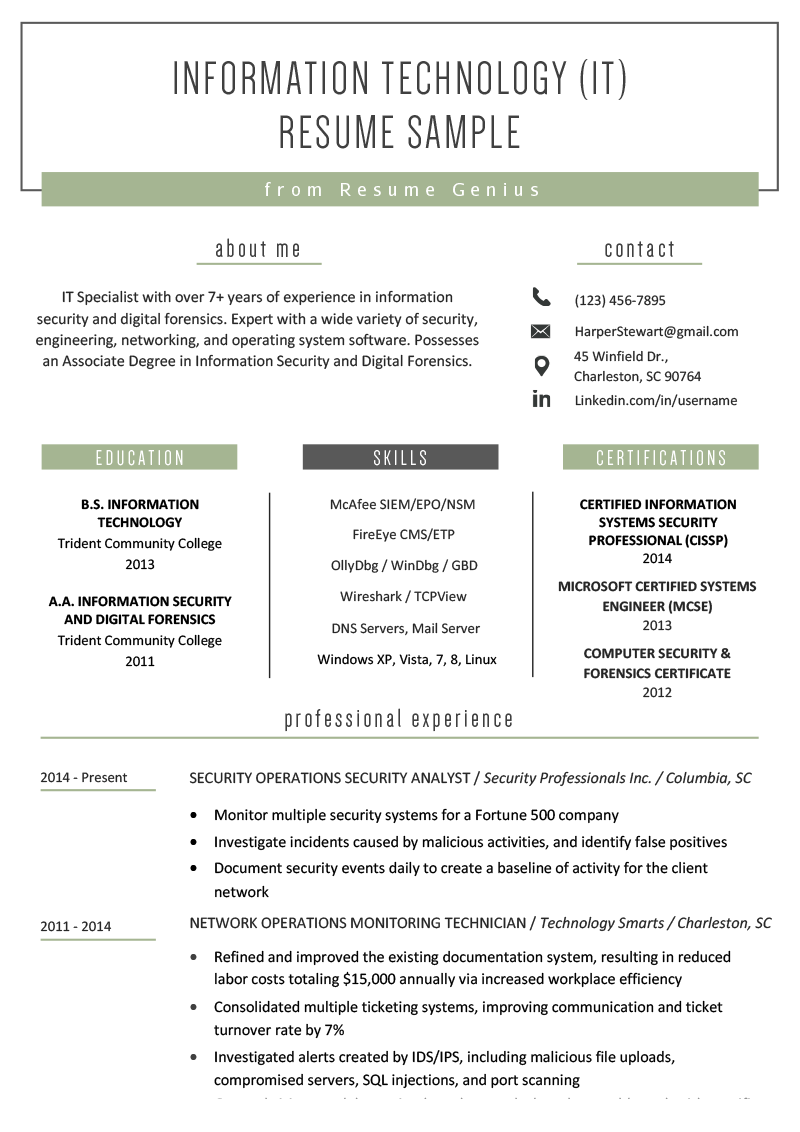 INFORMATION TECHNOLOGY (IT)
RESUME SAMPLE
from Resume Genius
about me
IT Specialist with over 7+ years of experience in information
security and digital forensics. Expert with a wide variety of security,
engineering, networking, and operating system software. Possesses
an Associate Degree in Information Security and Digital Forensics.
contact
(123) 456-7895
HarperStewart@gmail.com
45 Winfield Dr.,
Charleston, SC 90764
Linkedin.com/in/username
EDUCATION
B.S. INFORMATION
TECHNOLOGY
Trident Community College
2013
A.A. INFORMATION SECURITY
AND DIGITAL FORENSICS
Trident Community College
2011
SKILLS
McAfee SIEM/EPO/NSM
FireEye CMS/ETP
OllyDbg / WinDbg / GBD
Wireshark / TCPView
DNS Servers, Mail Server
Windows XP, Vista, 7, 8, Linux
CERTIFICATIONS
CERTIFIED INFORMATION
SYSTEMS SECURITY
PROFESSIONAL (CISSP)
2014
MICROSOFT CERTIFIED SYSTEMS
ENGINEER (MCSE)
2013
COMPUTER SECURITY &
FORENSICS CERTIFICATE
2012
professional experience
2014 - Present
SECURITY OPERATIONS SECURITY ANALYST / Security Professionals Inc. / Columbia, SC
• Monitor multiple security systems for a Fortune 500 company
• Investigate incidents caused by malicious activities, and identify false positives
• Document security events daily to create a baseline of activity for the client
network
2011 - 2014
NETWORK OPERATIONS MONITORING TECHNICIAN / Technology Smarts / Charleston, SC
• Refined and improved the existing documentation system, resulting in reduced
labor costs totaling $15,000 annually via increased workplace efficiency
• Consolidated multiple ticketing systems, improving communication and ticket
turnover rate by 7%
• Investigated alerts created by IDS/IPS, including malicious file uploads,
compromised servers, SQL injections, and port scanning